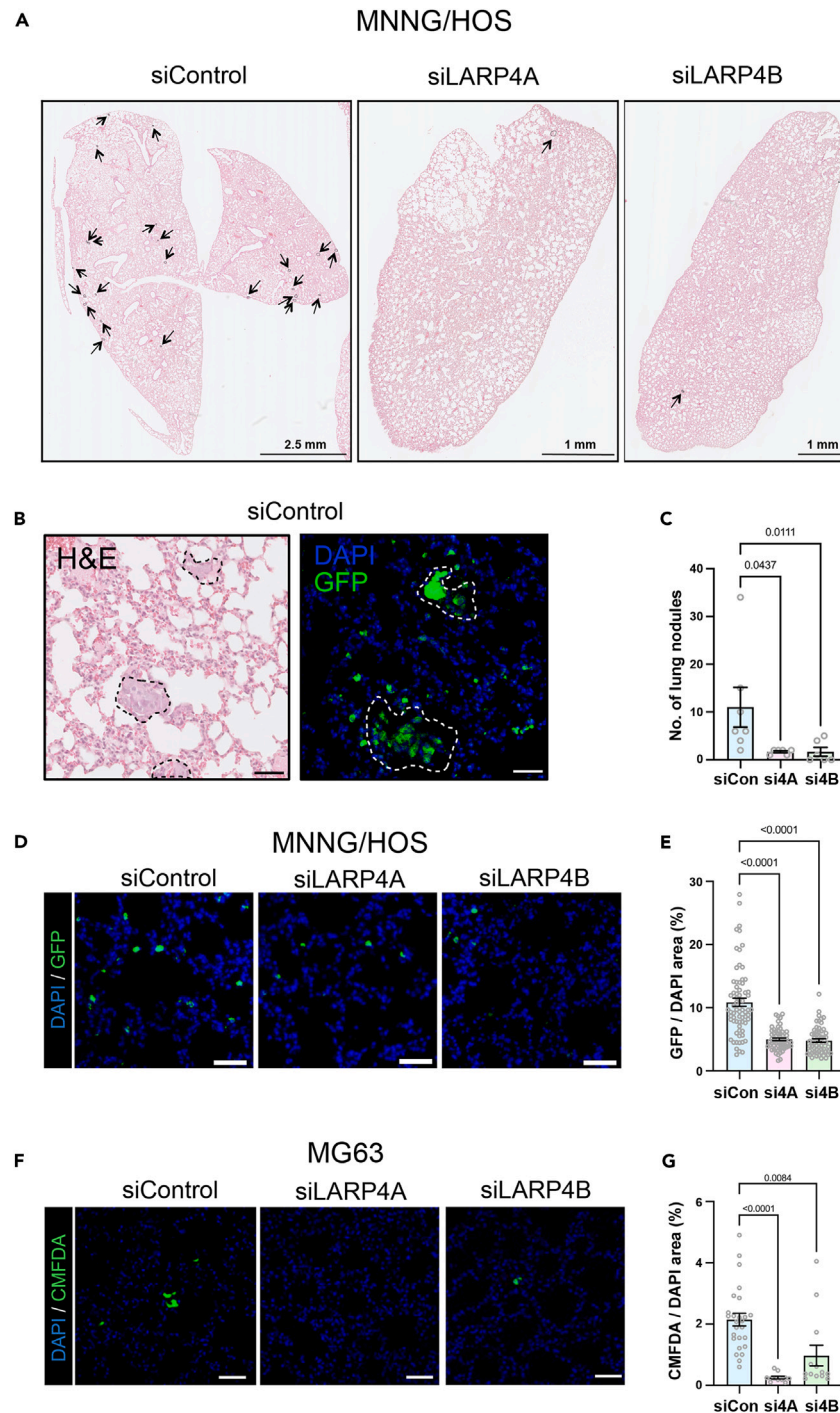 A
MNNG/HOS
siControl
siLARP4A
siLARP4B
2.5 mm
1 mm
1 mm
B
siControl
H&E
DAPI
GFP
C
0.0111
0.0437
No. of lung nodules
40
30
20
10
0
siCon si4A si4B
D
MNNG/HOS
siControl
siLARP4A
siLARP4B
DAPI / GFP
E
<0.0001
<0.0001
GFP / DAPI area (%)
30
20
10
0
siCon si4A si4B
F
MG63
siControl
siLARP4A
siLARP4B
DAPI / CMFDA
G
0.0084
<0.0001
CMFDA / DAPI area (%)
6
4
2
0
siCon si4A si4B